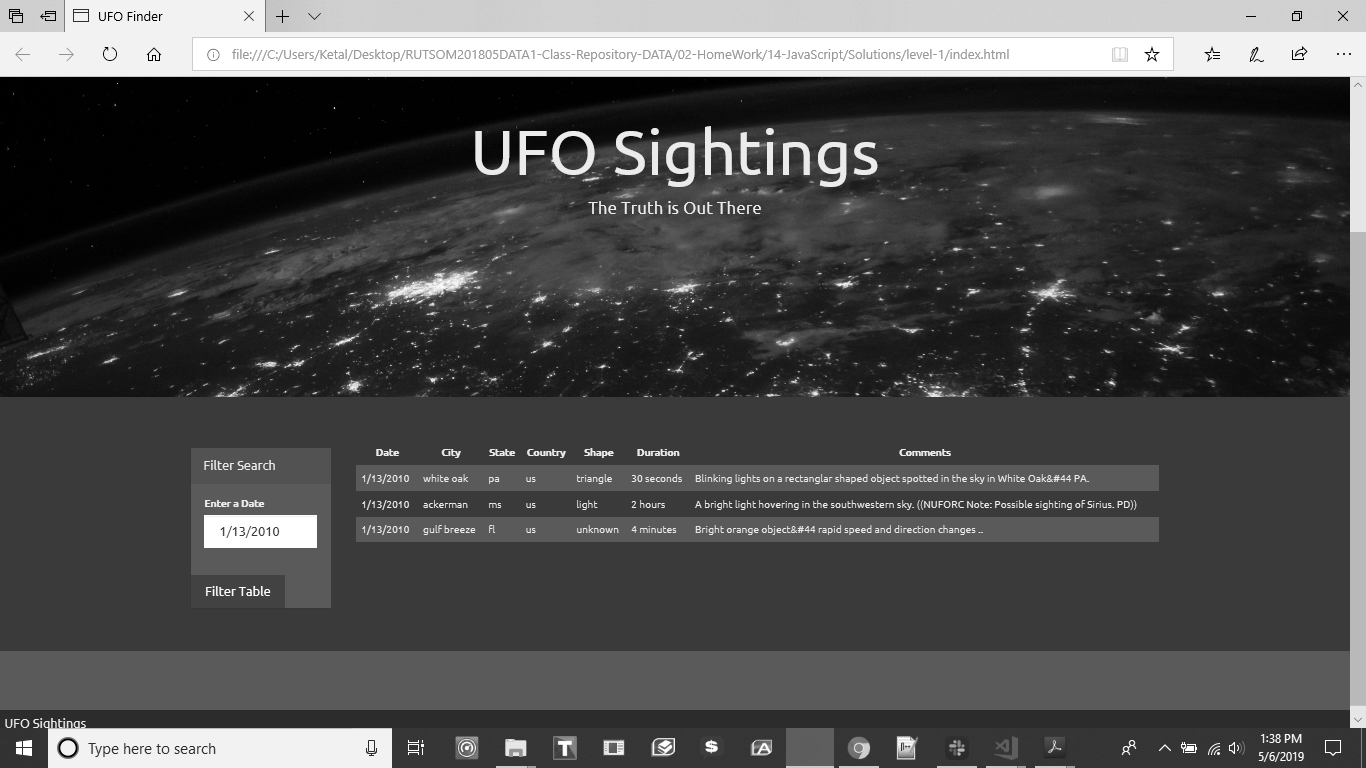 UFO Finder
file:///C:/Users/Ketal/Desktop/RUTSOM201805DATA1-Class-Repository-DATA/02-HomeWork/14-JavaScript/Solutions/level-1/index.html
UFO Sightings
The Truth is Out There
Filter Search
Enter a Date
1/13/2010
Filter Table
Date City State Country Shape Duration Comments
1/13/2010 white oak pa us triangle 30 seconds Blinking lights on a rectanglar shaped object spotted in the sky in White Oak&#44 PA.
1/13/2010 ackerman ms us light 2 hours A bright light hovering in the southwestern sky. ((NUFORC Note: Possible sighting of Sirius. PD))
1/13/2010 gulf breeze fl us unknown 4 minutes Bright orange object&#44 rapid speed and direction changes ..
UFO Sightings
Type here to search
1:38 PM
5/6/2019